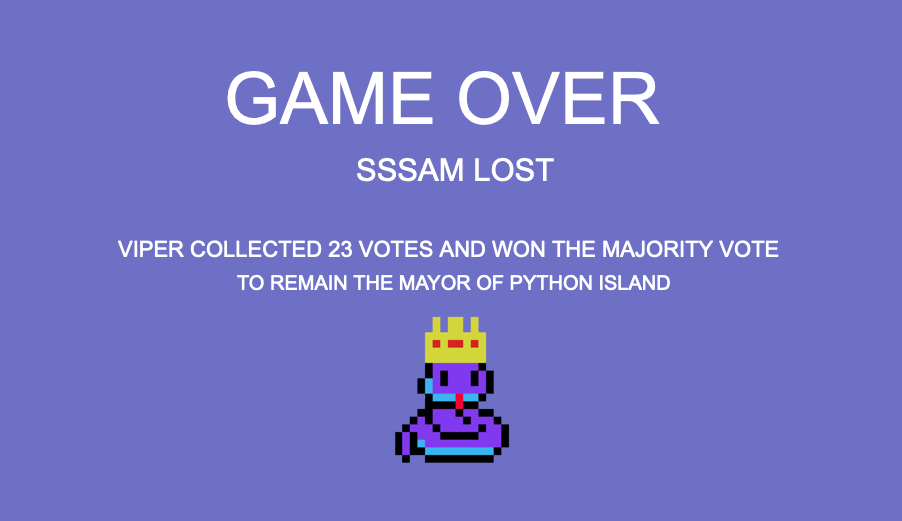 GAME OVER
SSSAM LOST
VIPER COLLECTED 23 VOTES AND WON THE MAJORITY VOTE
TO REMAIN THE MAYOR OF PYTHON ISLAND